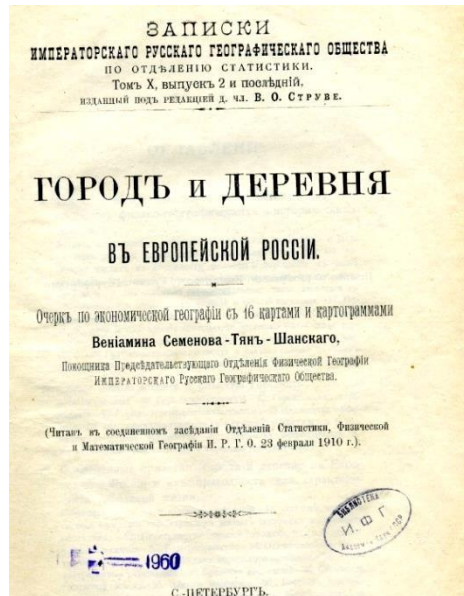 ЗАПИСКИ
ИМПЕРАТОРСКАГО РУССКАГО ГЕОГРАФИЧЕСКАГО ОБЩЕСТВА
ПО ОТДѢЛЕНІЮ СТАТИСТИКИ.
Томъ X, выпускъ 2 и послѣдній,
изданный подъ редакціей д. чл. В. О. Струве.
ГОРОДЪ и ДЕРЕВНЯ
ВЪ ЕВРОПЕЙСКОЙ РОССІИ.
Очеркъ по экономической географіи съ 16 картами и картограммами
Веніамина Семенова-Тянъ-Шанскаго,
Помощника Предсѣдательствующаго Отдѣленія Физической Географіи
Императорскаго Русскаго Географическаго Общества.
(Читанъ въ соединенномъ засѣданіи Отдѣленій Статистики, Физической
и Математической Географіи И. Р. Г. О. 23 февраля 1910 г.).
БИБЛИОТЕКА
И. Ф. Г.
1960
С.-ПЕТЕРБУРГЪ.